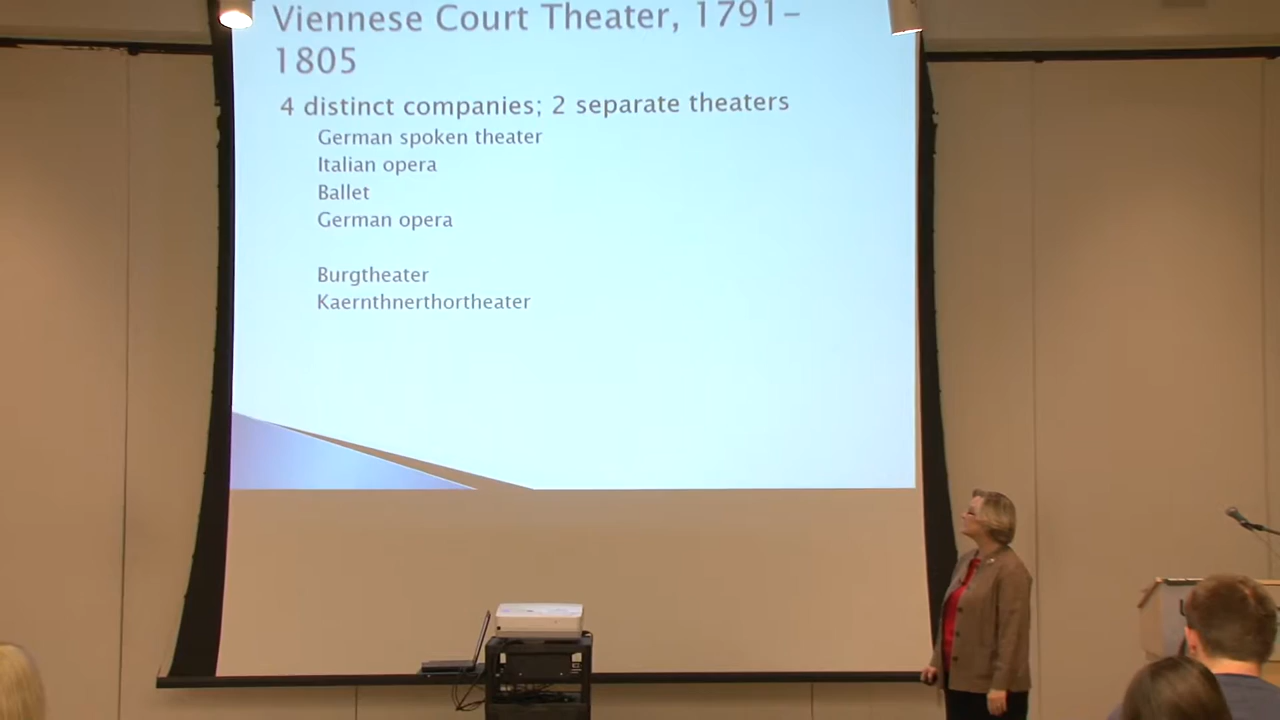 Viennese Court Theater, 1791-
1805
4 distinct companies; 2 separate theaters
German spoken theater
Italian opera
Ballet
German opera
Burgtheater
Kaernthnerthortheater